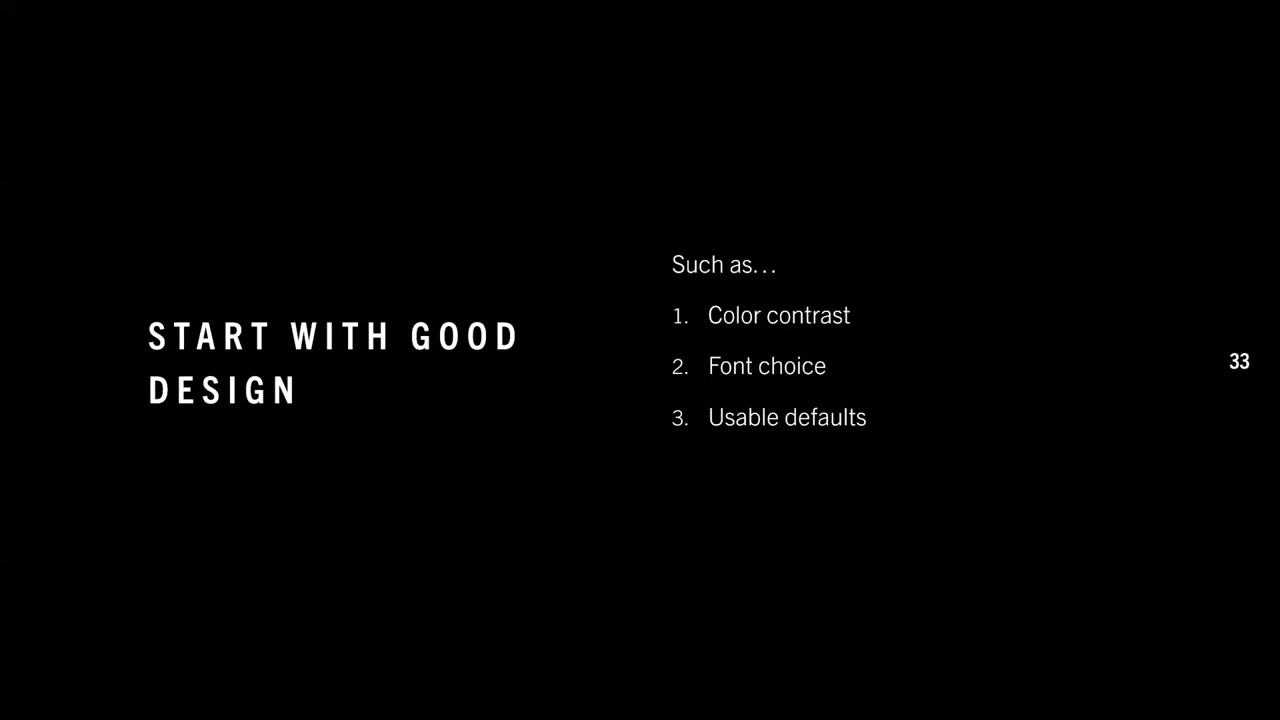 START WITH GOOD
DESIGN
Such as...
1. Color contrast
2. Font choice
3. Usable defaults
33